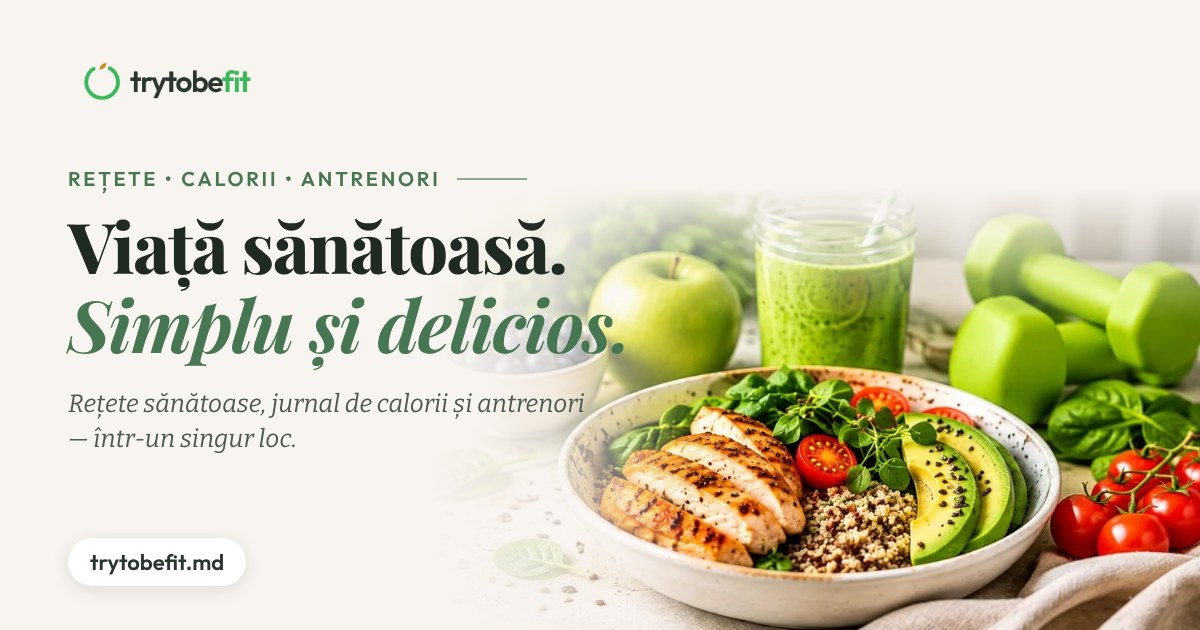 trytobefit
REȚETE • CALORII • ANTRENORI
Viață sănătoasă.
Simplu și delicios.
Rețete sănătoase, jurnal de calorii și antrenori
— într-un singur loc.
trytobefit.md